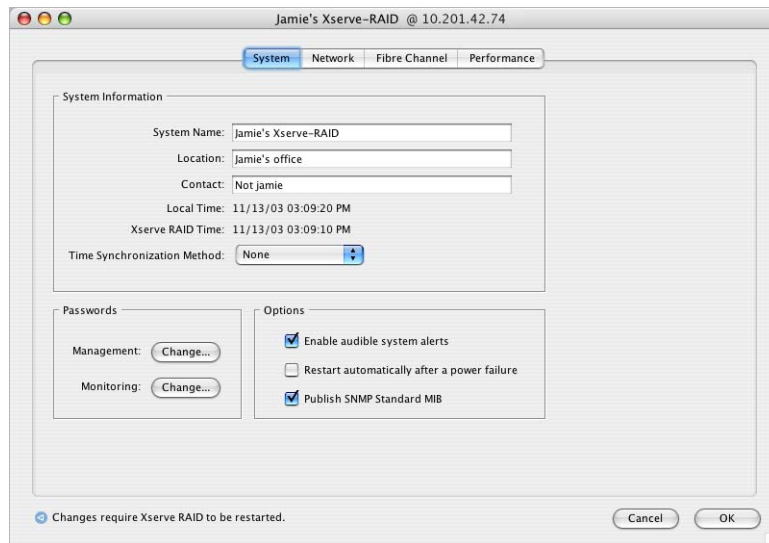 Jamie's Xserve-RAID @ 10.201.42.74
System Network Fibre Channel Performance
System Information
System Name: Jamie's Xserve-RAID
Location: Jamie's office
Contact: Not jamie
Local Time: 11/13/03 03:09:20 PM
Xserve RAID Time: 11/13/03 03:09:10 PM
Time Synchronization Method: None
Passwords
Management: Change...
Monitoring: Change...
Options
Enable audible system alerts
Restart automatically after a power failure
Publish SNMP Standard MIB
Changes require Xserve RAID to be restarted.
Cancel OK